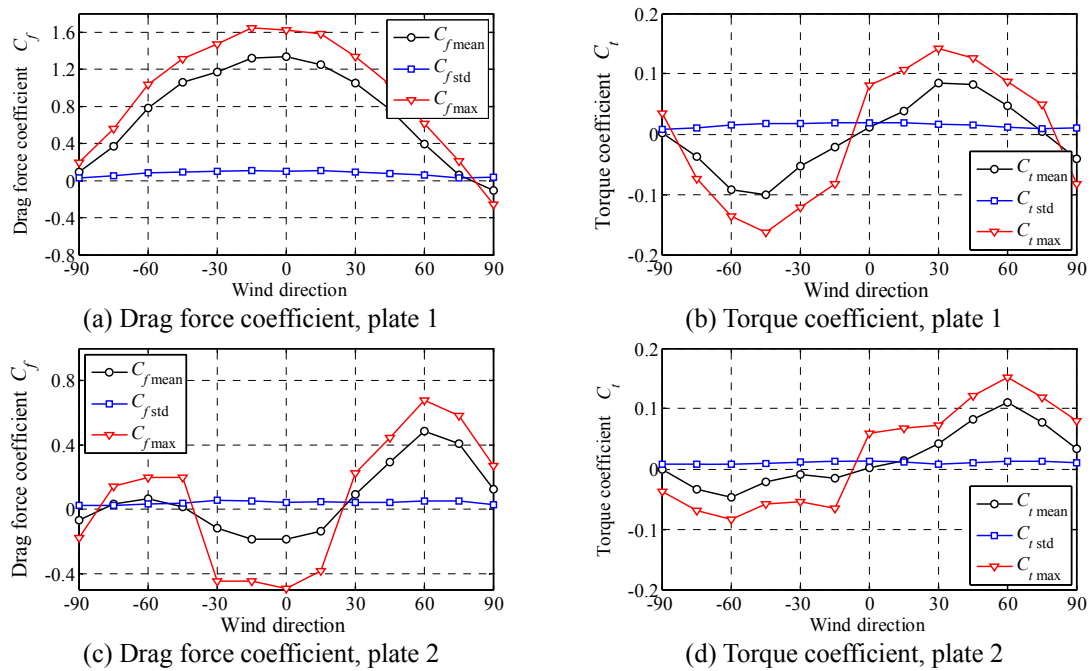 Drag force coefficient C_f
1.6
1.2
0.8
0.4
0
-0.4
-0.8
-90 -60 -30 0 30 60 90
Wind direction
C_f mean
C_f std
C_f max
(a) Drag force coefficient, plate 1
Torque coefficient C_t
0.2
0.1
0
-0.1
-0.2
-90 -60 -30 0 30 60 90
Wind direction
C_t mean
C_t std
C_t max
(b) Torque coefficient, plate 1
Drag force coefficient C_f
0.8
0.4
0
-0.4
-90 -60 -30 0 30 60 90
Wind direction
C_f mean
C_f std
C_f max
(c) Drag force coefficient, plate 2
Torque coefficient C_t
0.2
0.1
0
-0.1
-0.2
-90 -60 -30 0 30 60 90
Wind direction
C_t mean
C_t std
C_t max
(d) Torque coefficient, plate 2